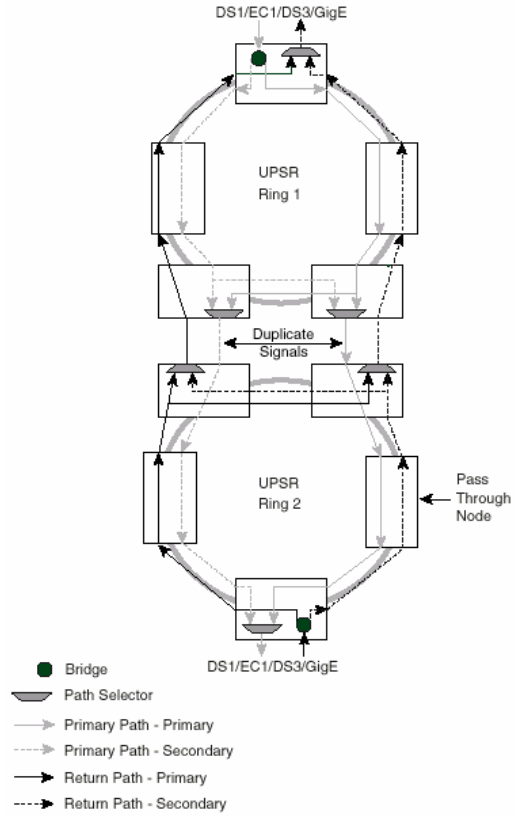 DS1/EC1/DS3/GigE
UPSR
Ring 1
Duplicate
Signals
UPSR
Ring 2
Pass
Through
Node
DS1/EC1/DS3/GigE
Bridge
Path Selector
Primary Path - Primary
Primary Path - Secondary
Return Path - Primary
Return Path - Secondary